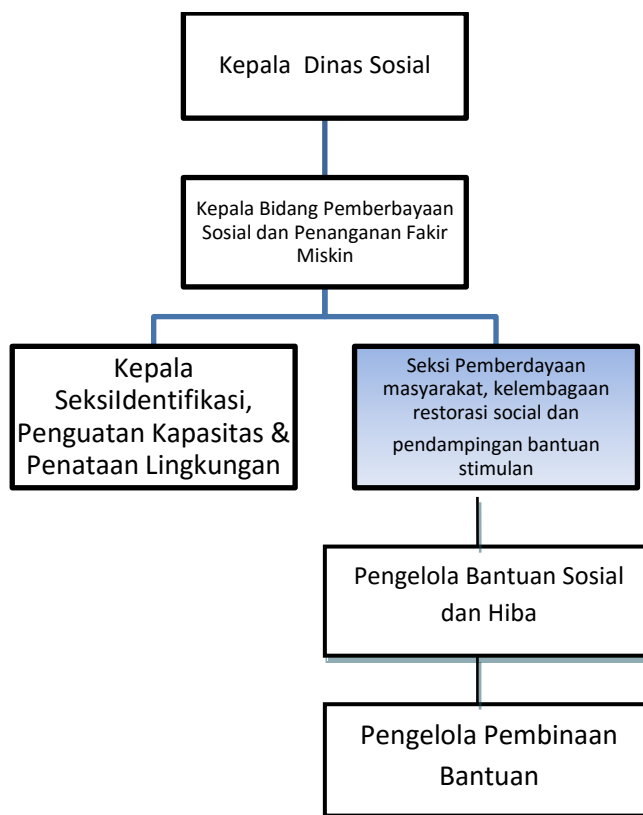 Kepala Dinas Sosial
Kepala Bidang Pemberbayaan
Sosial dan Penanganan Fakir
Miskin
Kepala
SeksiIdentifikasi,
Penguatan Kapasitas &
Penataan Lingkungan
Seksi Pemberdayaan
masyarakat, kelembagaan
restorasi social dan
pendampingan bantuan
stimulan
Pengelola Bantuan Sosial
dan Hiba
Pengelola Pembinaan
Bantuan